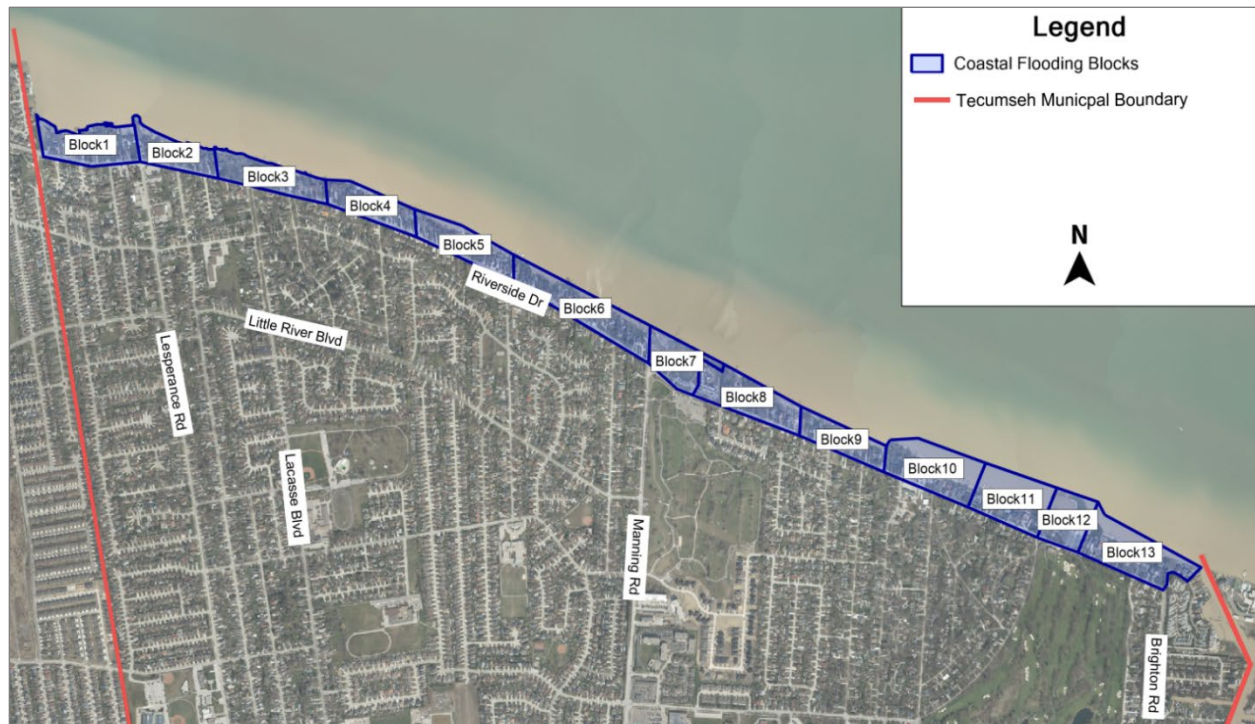 Legend
Coastal Flooding Blocks
Tecumseh Municpal Boundary
N
Block1
Block2
Block3
Block4
Block5
Riverside Dr
Block6
Little River Blvd
Block7
Lesperance Rd
Block8
Block9
Block10
Lacasse Blvd
Block11
Block12
Manning Rd
Block13
Brighton Rd